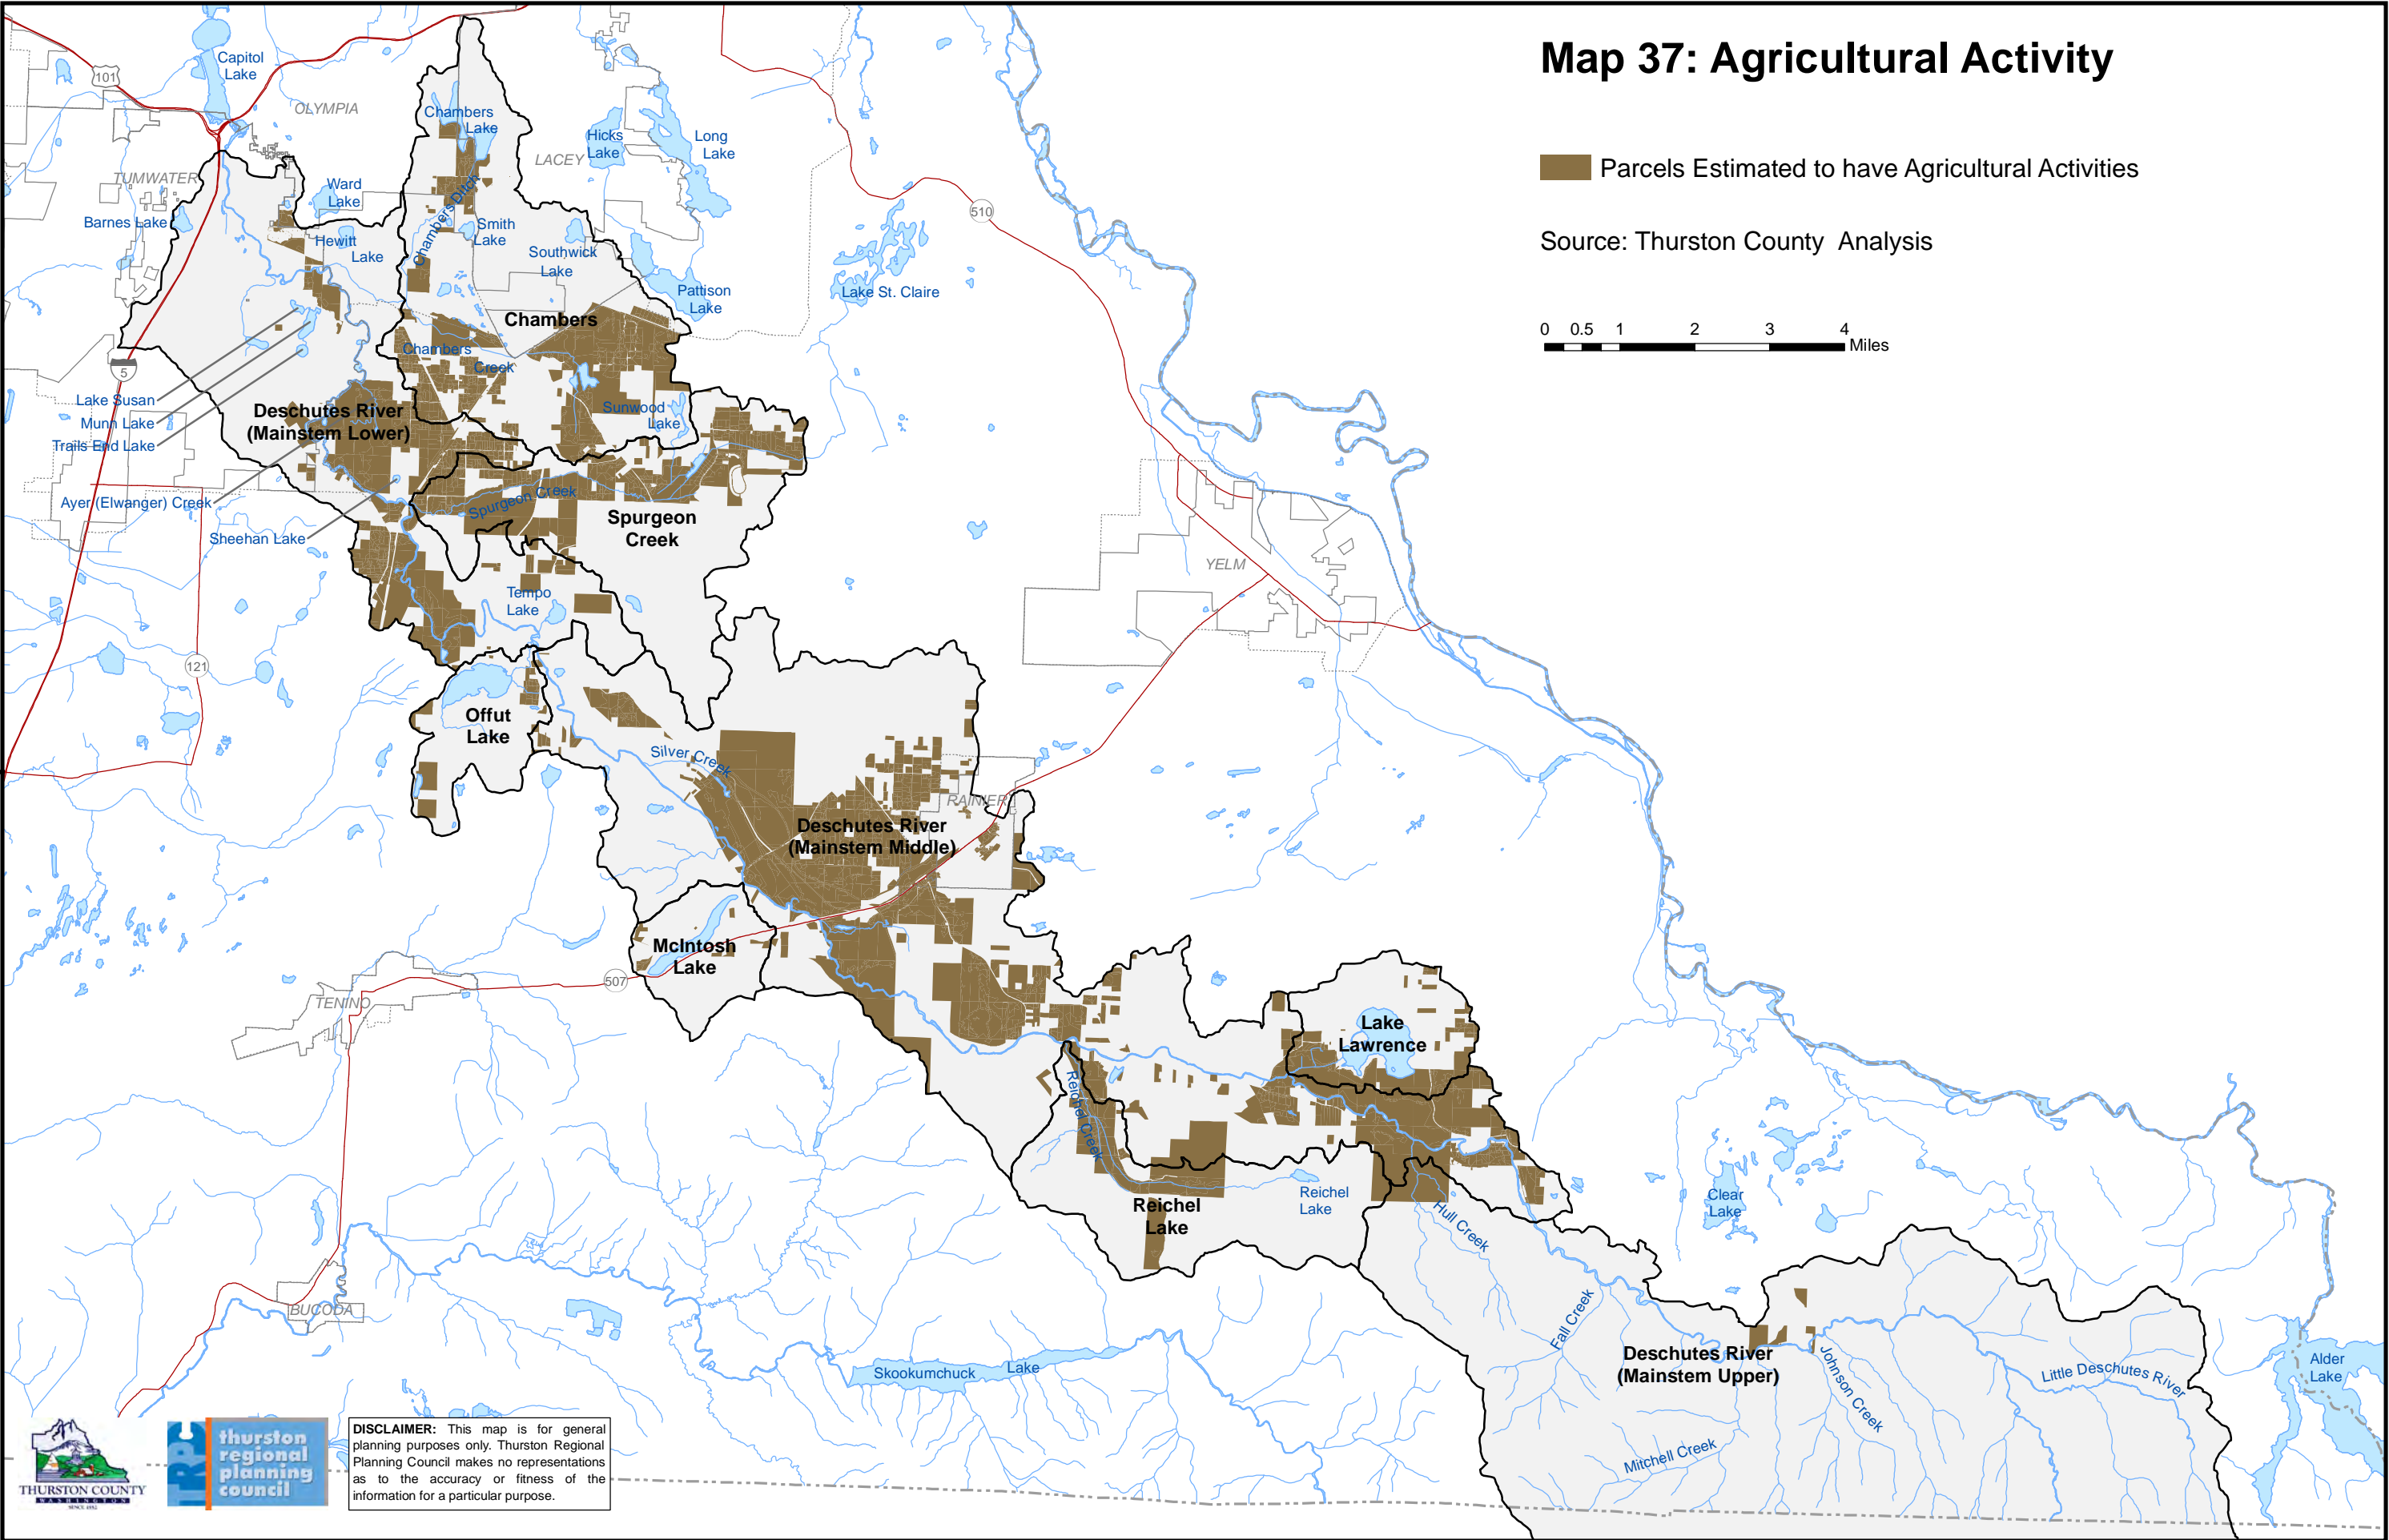 Map 37: Agricultural Activity
Parcels Estimated to have Agricultural Activities
Source: Thurston County Analysis
0 0.5 1 2 3 4
Miles
Capitol
Lake
101
OLYMPIA
Chambers
Lake
Hicks
Lake
Long
Lake
LACEY
TUMWATER
Ward
Lake
Barnes Lake
Hewitt
Lake
Chambers Ditch
Smith
Lake
Southwick
Lake
510
Lake St. Claire
Pattison
Lake
Chambers
Chambers
Creek
5
Lake Susan
Munn Lake
Trails End Lake
Deschutes River
(Mainstem Lower)
Sunwood
Lake
Ayer (Elwanger) Creek
Spurgeon Creek
Spurgeon
Creek
Sheehan Lake
YELM
Tempo
Lake
121
Offut
Lake
Silver Creek
RAINIER
Deschutes River
(Mainstem Middle)
McIntosh
Lake
507
TENINO
Lake
Lawrence
Reichel Creek
Reichel
Lake
Reichel
Lake
Hull Creek
Clear
Lake
BUCODA
Fall Creek
Deschutes River
(Mainstem Upper)
Johnson Creek
Little Deschutes River
Alder
Lake
Skookumchuck Lake
Mitchell Creek
THURSTON COUNTY
WASHINGTON
SINCE 1852
TRPC
thurston
regional
planning
council
DISCLAIMER: This map is for general
planning purposes only. Thurston Regional
Planning Council makes no representations
as to the accuracy or fitness of the
information for a particular purpose.